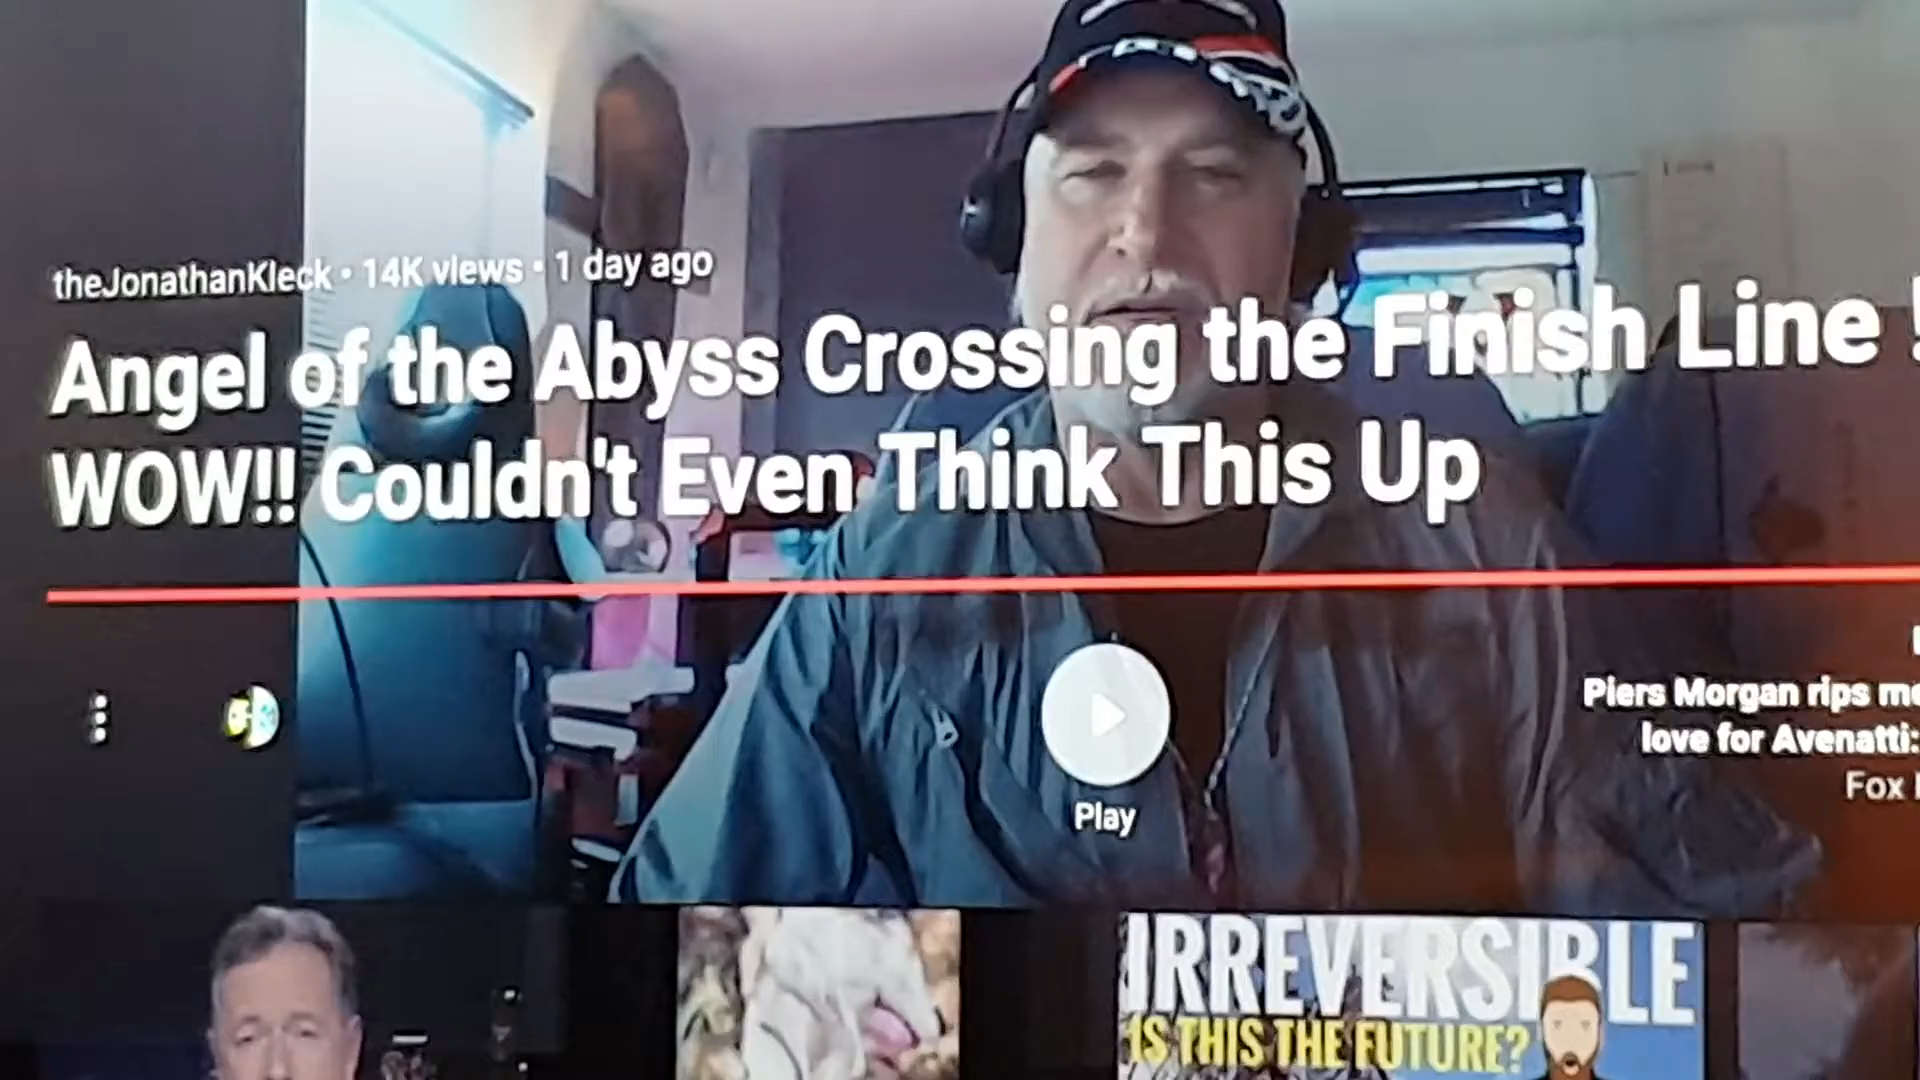 theJonathanKleck • 14K views • 1 day ago
Angel of the Abyss Crossing the Finish Line !
WOW!! Couldn't Even Think This Up
Piers Morgan rips
love for Avenatti:
Fox
Play
IRREVERSIBLE
IS THIS THE FUTURE?